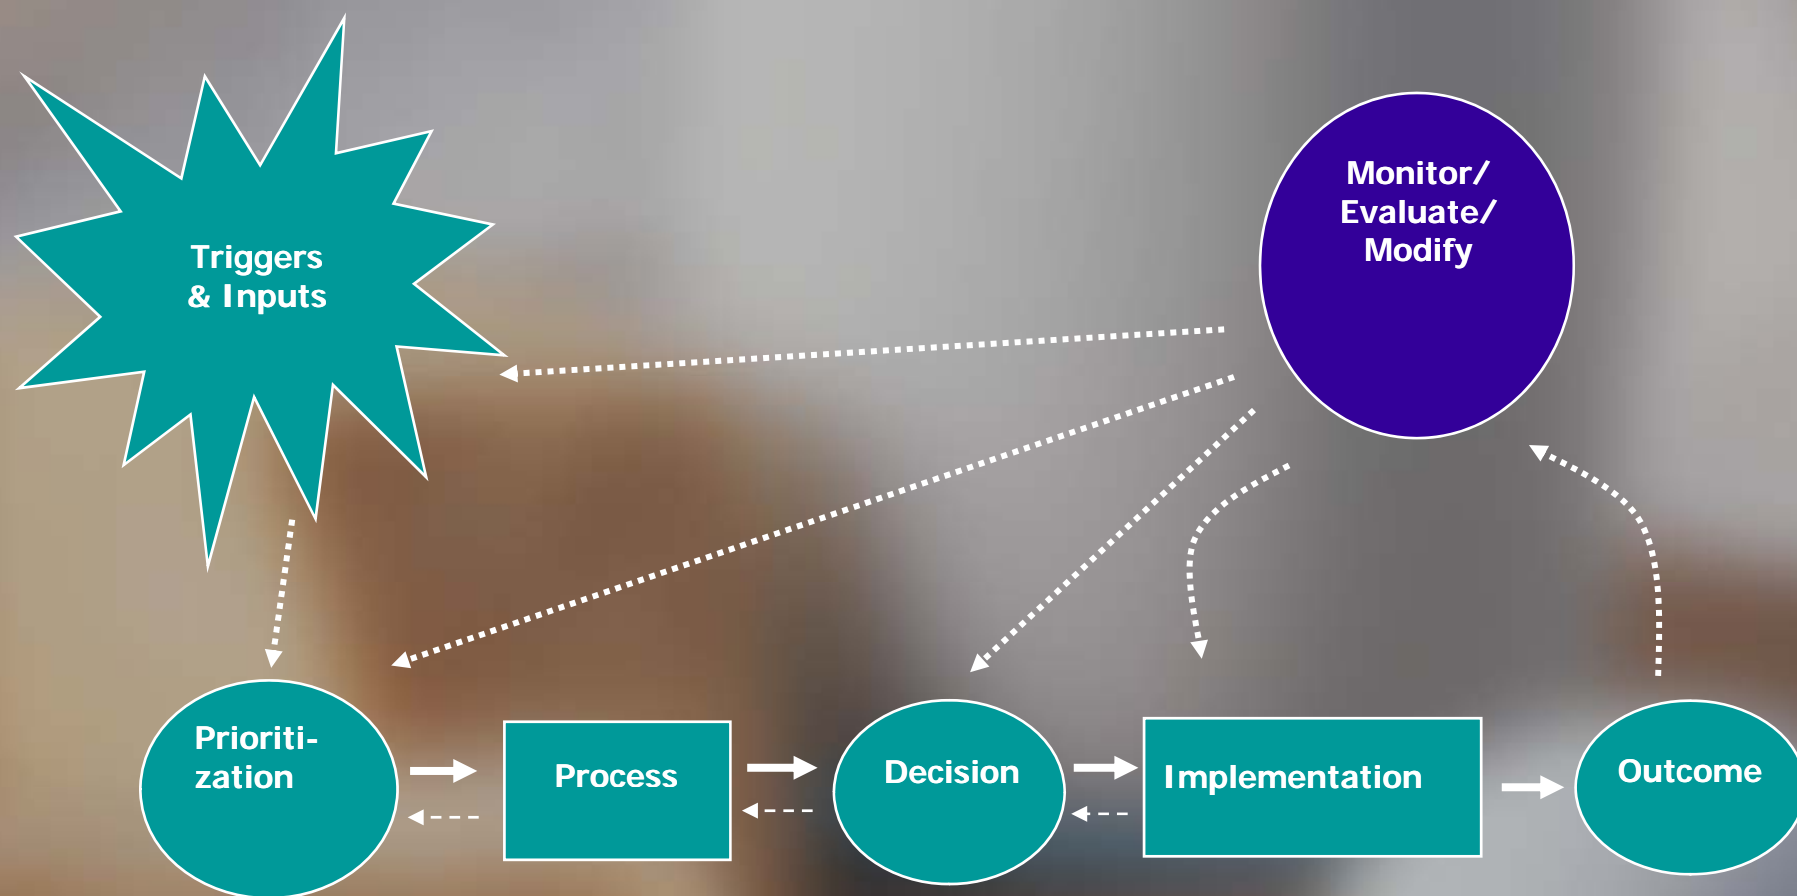 Monitor/
Evaluate/
Modify
Triggers
& Inputs
Prioriti-
zation
Process
Decision
Implementation
Outcome